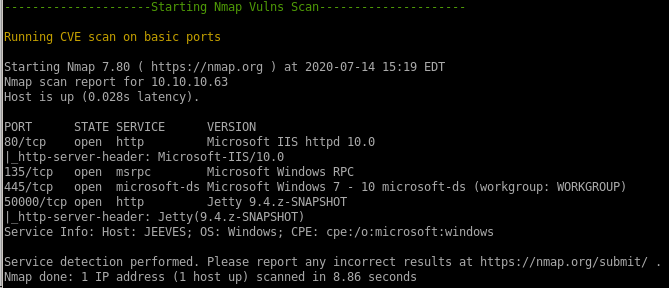 ---------------------Starting Nmap Vulns Scan---------------------
Running CVE scan on basic ports
Starting Nmap 7.80 ( https://nmap.org ) at 2020-07-14 15:19 EDT
Nmap scan report for 10.10.10.63
Host is up (0.028s latency).
PORT      STATE SERVICE      VERSION
80/tcp    open  http         Microsoft IIS httpd 10.0
|_http-server-header: Microsoft-IIS/10.0
135/tcp   open  msrpc        Microsoft Windows RPC
445/tcp   open  microsoft-ds Microsoft Windows 7 - 10 microsoft-ds (workgroup: WORKGROUP)
50000/tcp open  http         Jetty 9.4.z-SNAPSHOT
|_http-server-header: Jetty(9.4.z-SNAPSHOT)
Service Info: Host: JEEVES; OS: Windows; CPE: cpe:/o:microsoft:windows
Service detection performed. Please report any incorrect results at https://nmap.org/submit/ .
Nmap done: 1 IP address (1 host up) scanned in 8.86 seconds